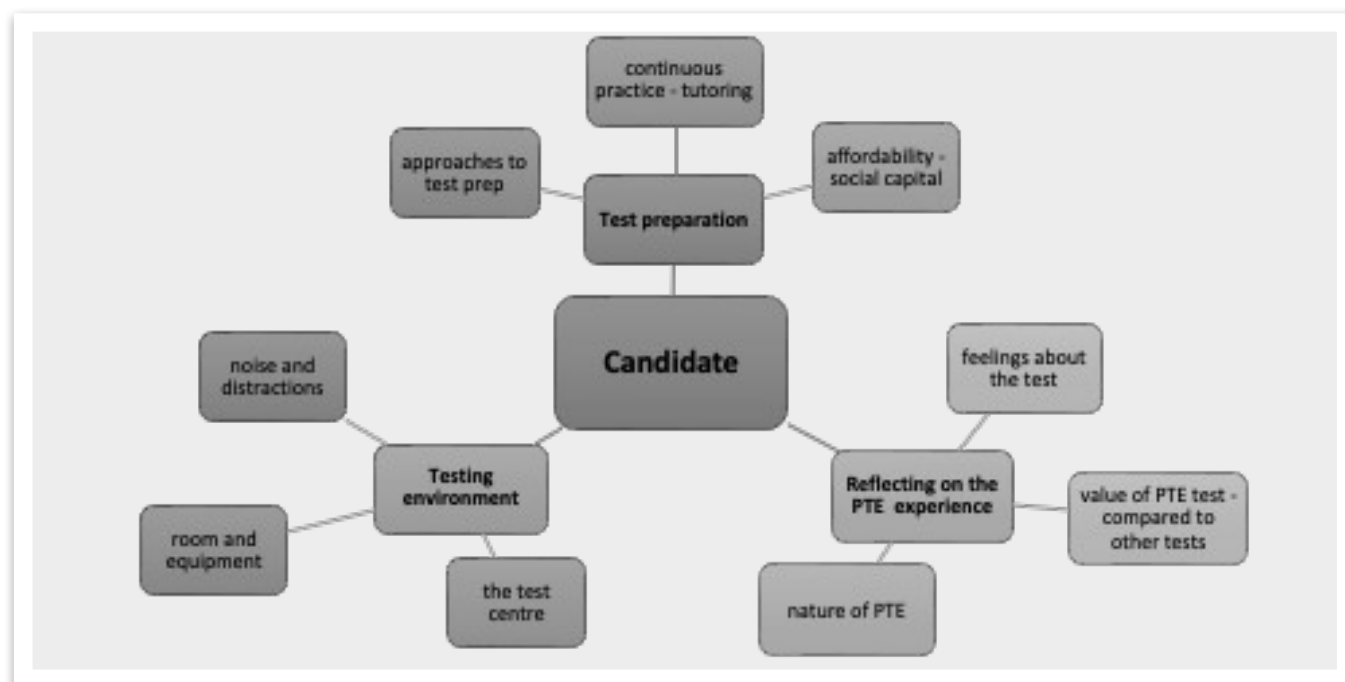 continuous
practice - tutoring
approaches to
test prep
affordability -
social capital
Test preparation
Candidate
noise and
distractions
feelings about
the test
Testing
environment
Reflecting on the
PTE experience
value of PTE test -
compared to
other tests
room and
equipment
the test
centre
nature of PTE